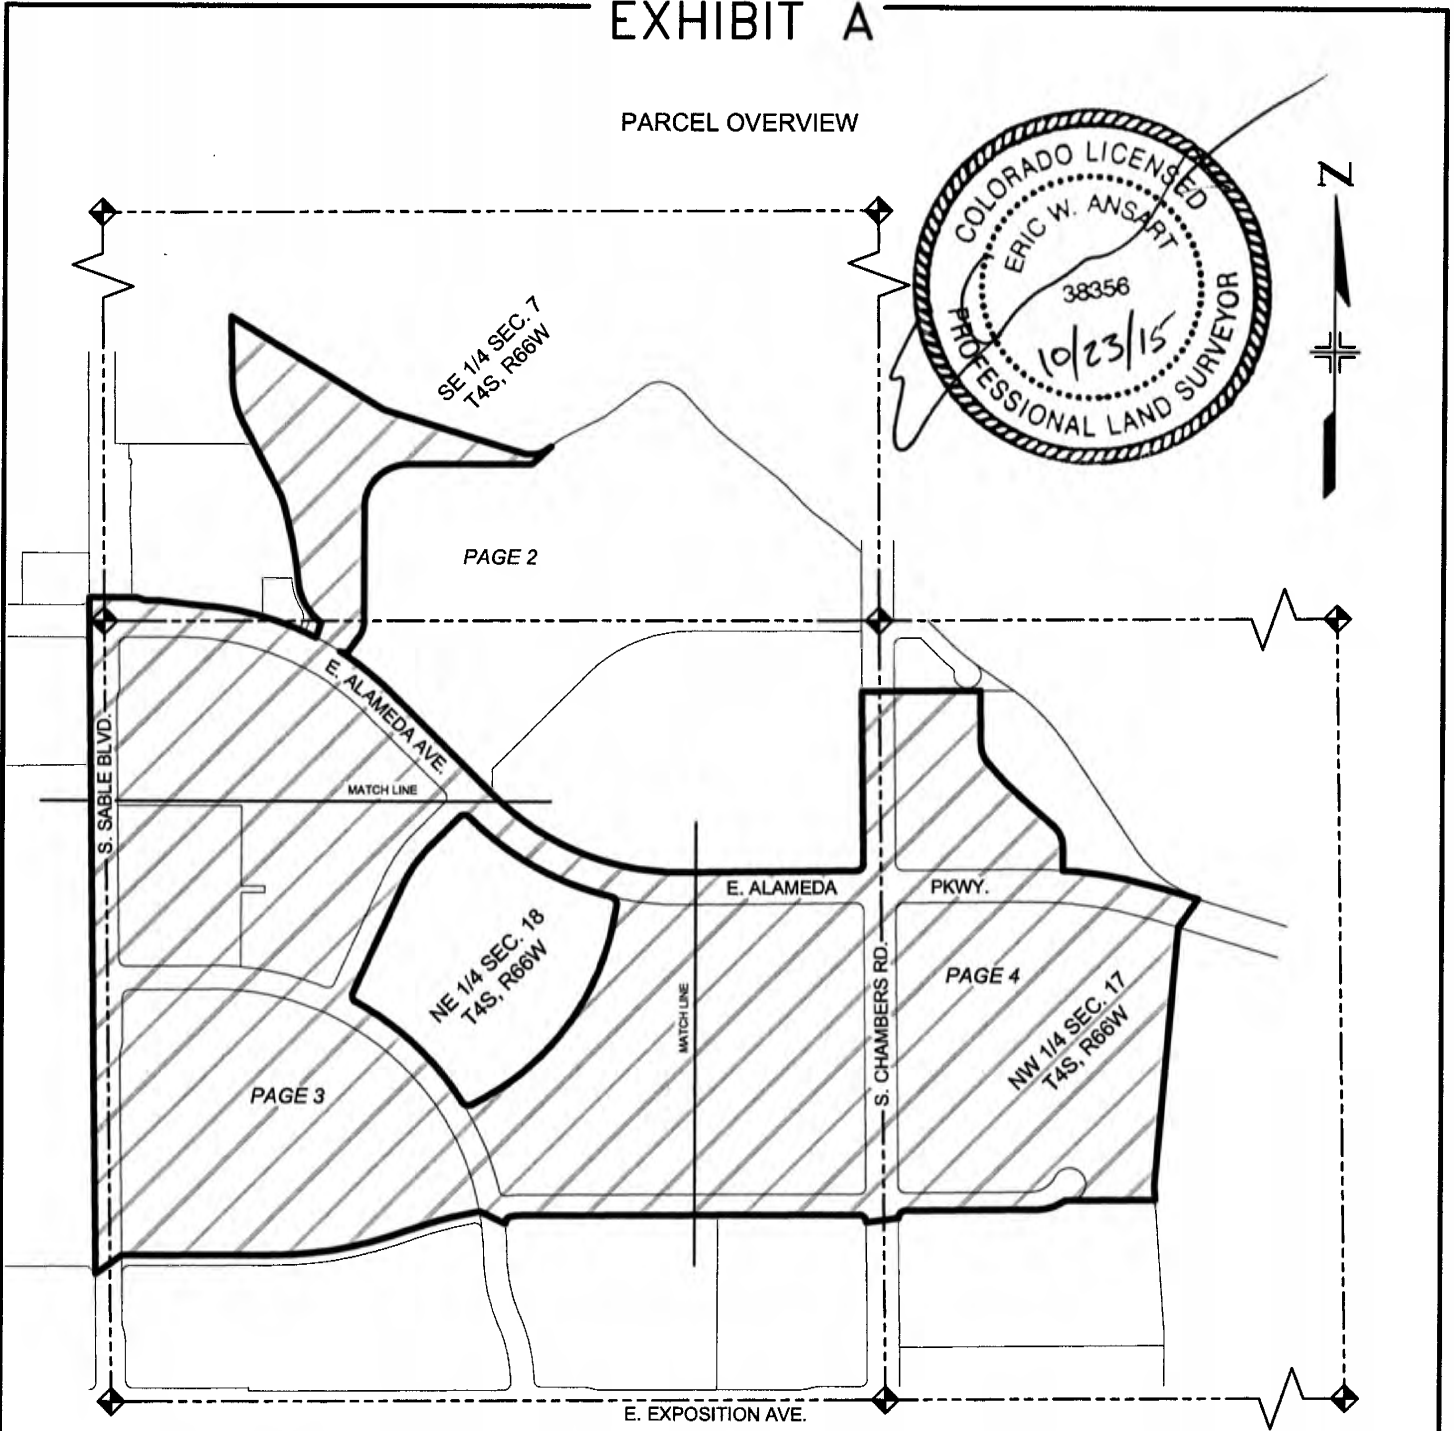 EXHIBIT A
PARCEL OVERVIEW
COLORADO LICENSED
PROFESSIONAL LAND SURVEYOR
ERIC W. ANSART
38356
10/23/15
N
SE 1/4 SEC. 7
T4S, R66W
PAGE 2
E. ALAMEDA AVE.
S. SABLE BLVD.
MATCH LINE
E. ALAMEDA PKWY.
NE 1/4 SEC. 18
T4S, R66W
MATCH LINE
S. CHAMBERS RD.
PAGE 4
NW 1/4 SEC. 17
T4S, R66W
PAGE 3
E. EXPOSITION AVE.